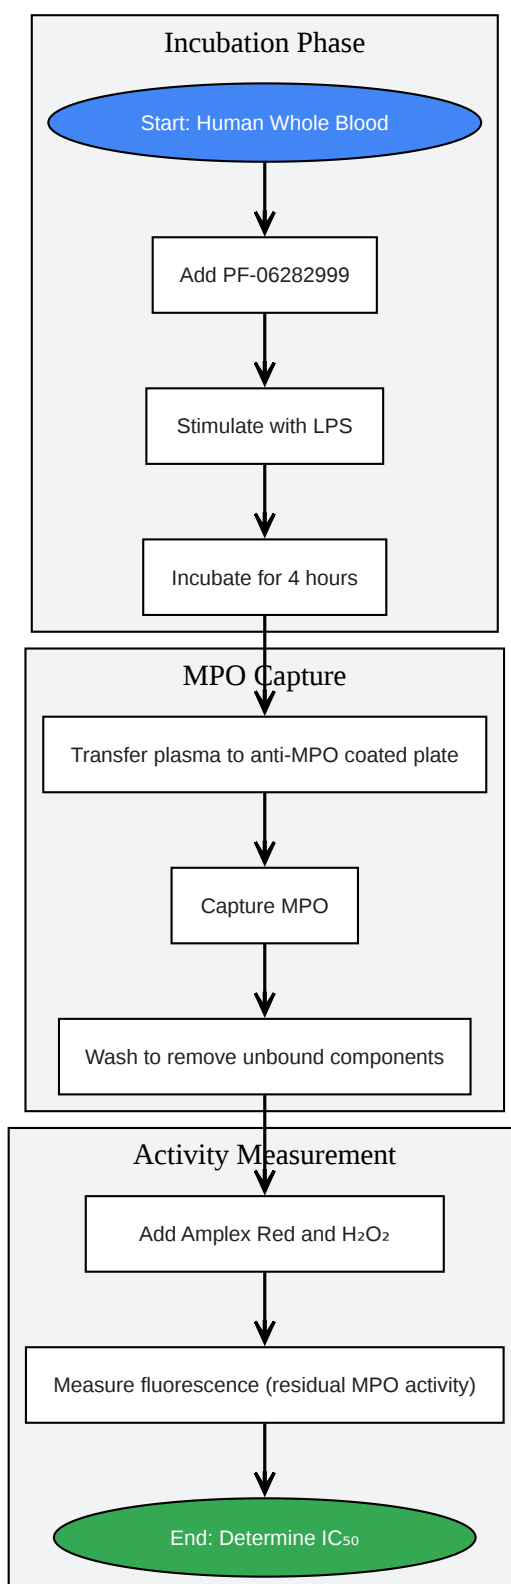 Incubation Phase
Start: Human Whole Blood
Add PF-06282999
Stimulate with LPS
Incubate for 4 hours
MPO Capture
Transfer plasma to anti-MPO coated plate
Capture MPO
Wash to remove unbound components
Activity Measurement
Add Amplex Red and H₂O₂
Measure fluorescence (residual MPO activity)
End: Determine IC₅₀